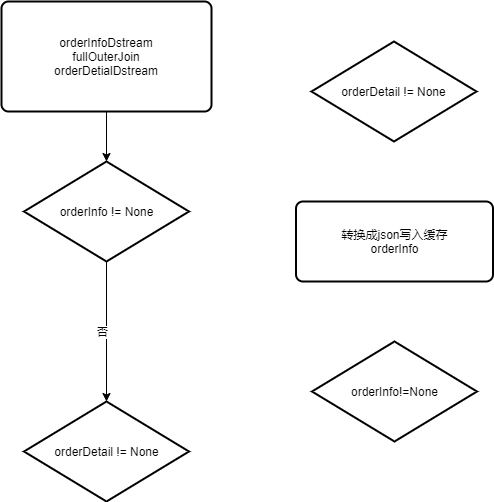 orderInfoDstream
fullOuterJoin
orderDetialDstream
orderDetail != None
orderInfo != None
转换成json写入缓存
orderInfo
否
orderInfo!=None
orderDetail != None